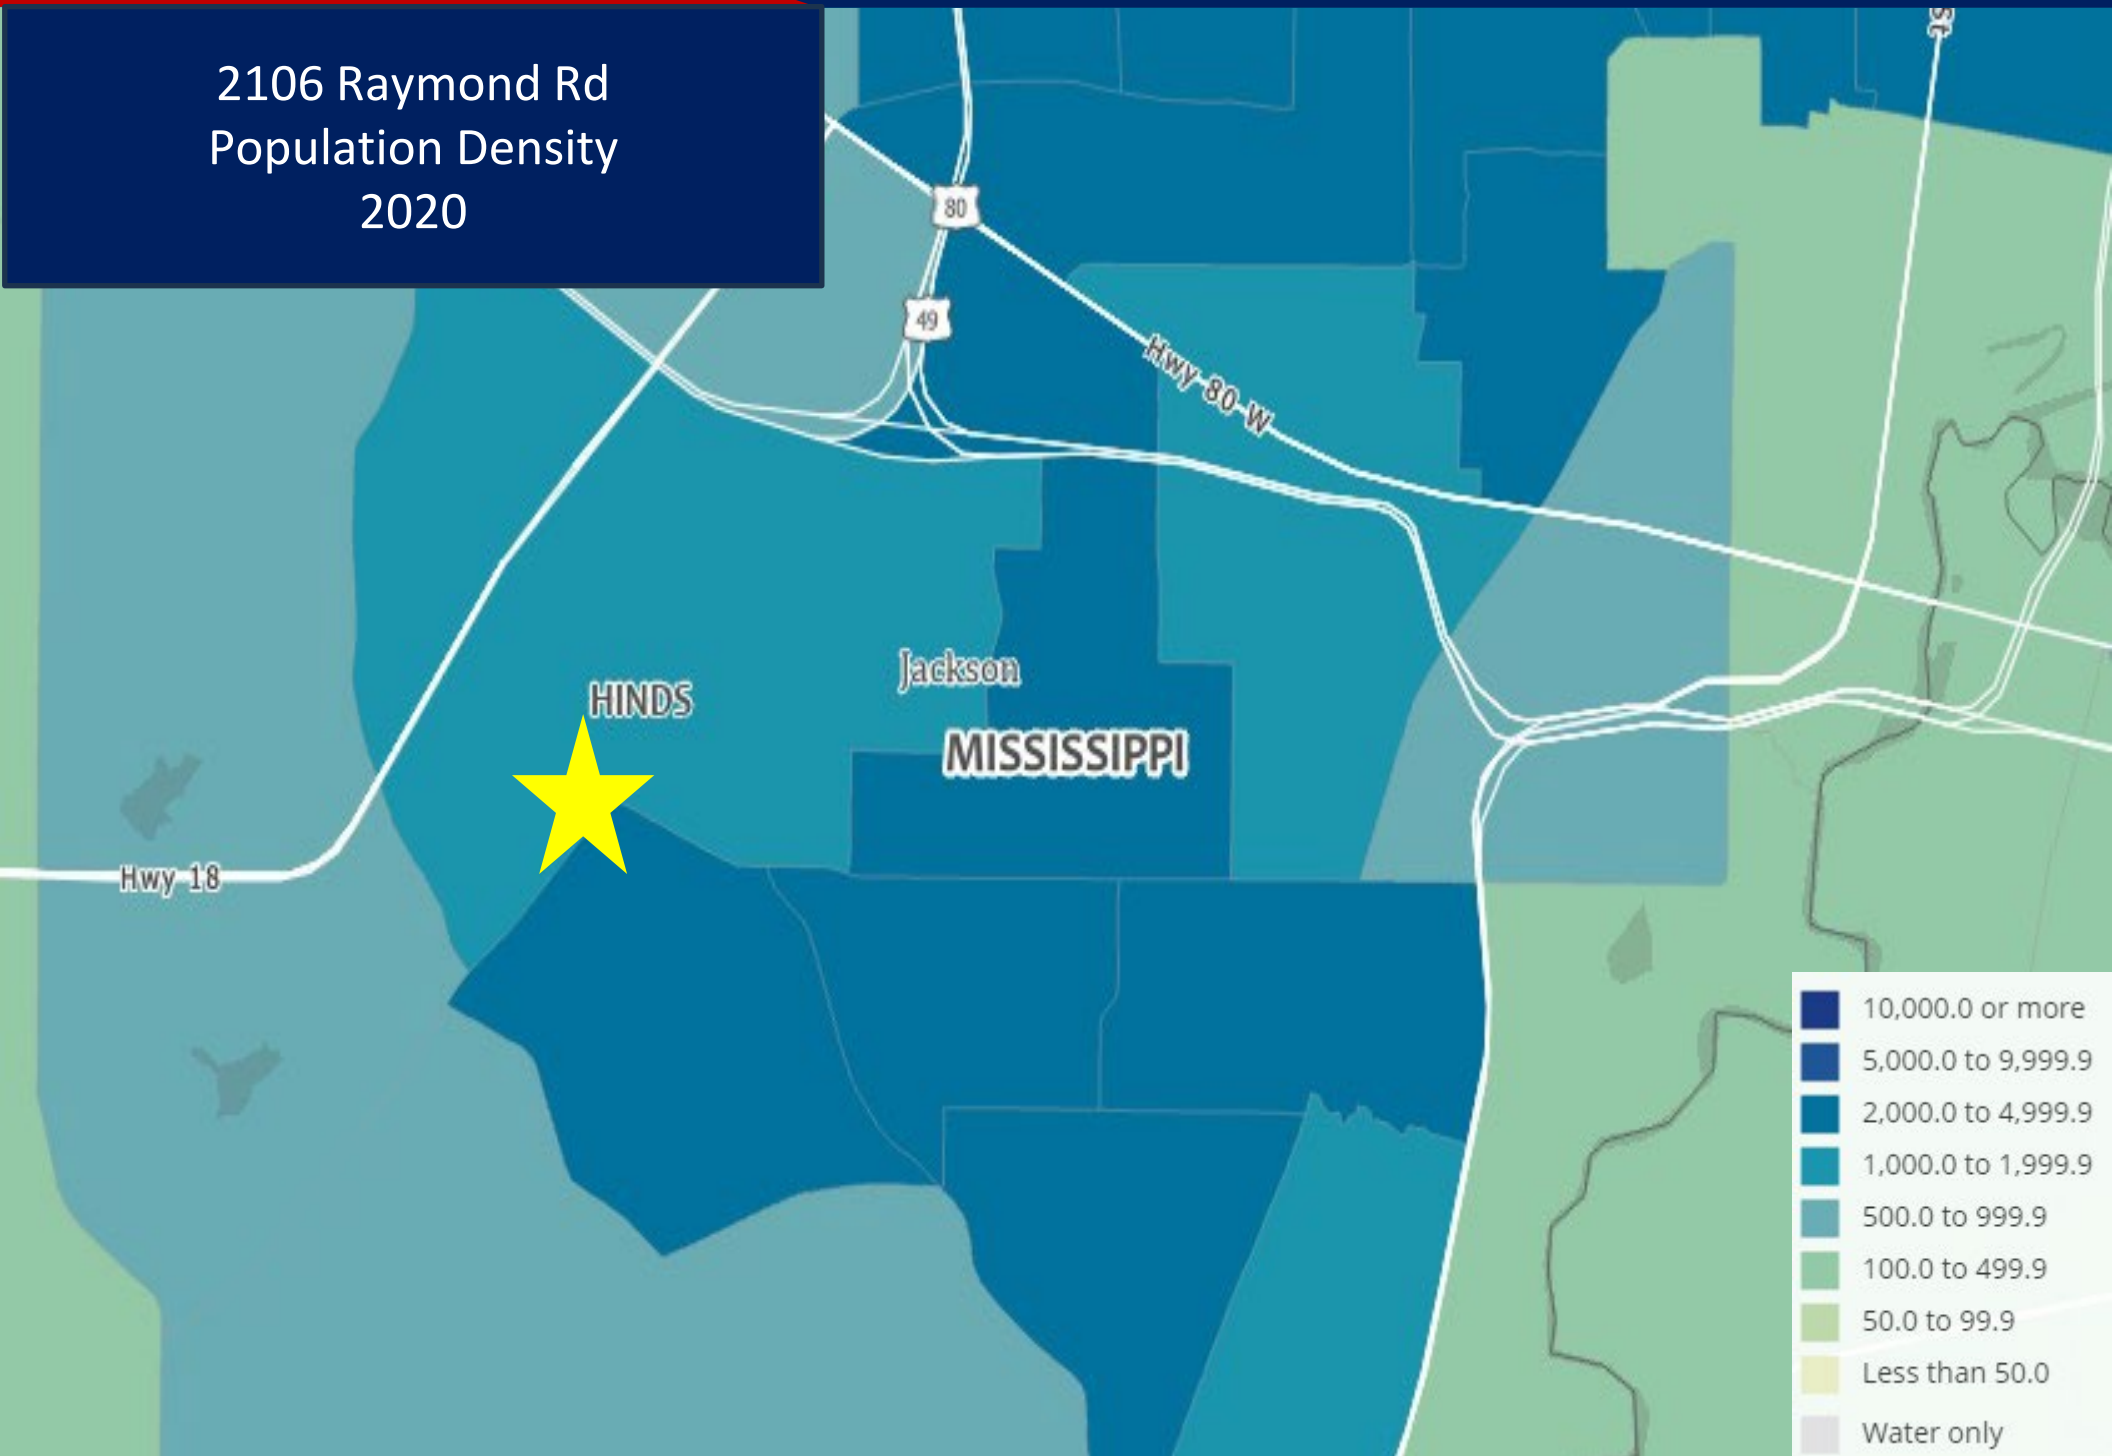 2106 Raymond Rd
Population Density
2020
St
80
49
Hwy 80 W
Jackson
HINDS
MISSISSIPPI
Hwy 18
10,000.0 or more
5,000.0 to 9,999.9
2,000.0 to 4,999.9
1,000.0 to 1,999.9
500.0 to 999.9
100.0 to 499.9
50.0 to 99.9
Less than 50.0
Water only